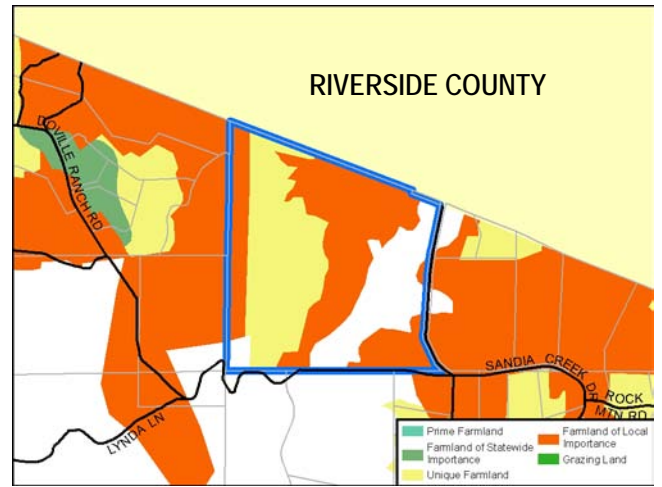 RIVERSIDE COUNTY
DOVILLE RANCH RD
SANDIA CREEK DR
ROCK
MTN RD
LYNDA LN
Prime Farmland
Farmland of Statewide
Importance
Unique Farmland
Farmland of Local
Importance
Grazing Land